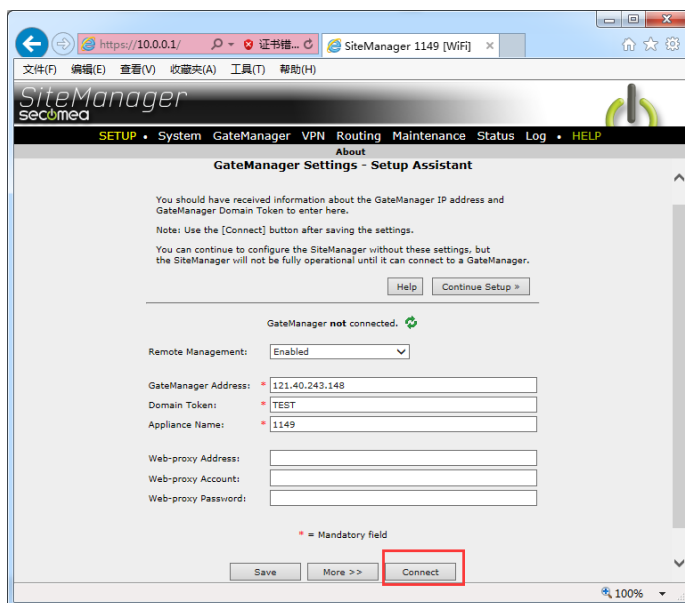 https://10.0.0.1/
证书错...
SiteManager 1149 [WiFi]
文件(F) 编辑(E) 查看(V) 收藏夹(A) 工具(T) 帮助(H)
SiteManager
secomea
SETUP • System GateManager VPN Routing Maintenance Status Log • HELP
About
GateManager Settings - Setup Assistant
You should have received information about the GateManager IP address and
GateManager Domain Token to enter here.
Note: Use the [Connect] button after saving the settings.
You can continue to configure the SiteManager without these settings, but
the SiteManager will not be fully operational until it can connect to a GateManager.
Help Continue Setup »
GateManager not connected.
Remote Management: Enabled
GateManager Address: * 121.40.243.148
Domain Token: * TEST
Appliance Name: * 1149
Web-proxy Address:
Web-proxy Account:
Web-proxy Password:
* = Mandatory field
Save More >> Connect
100%